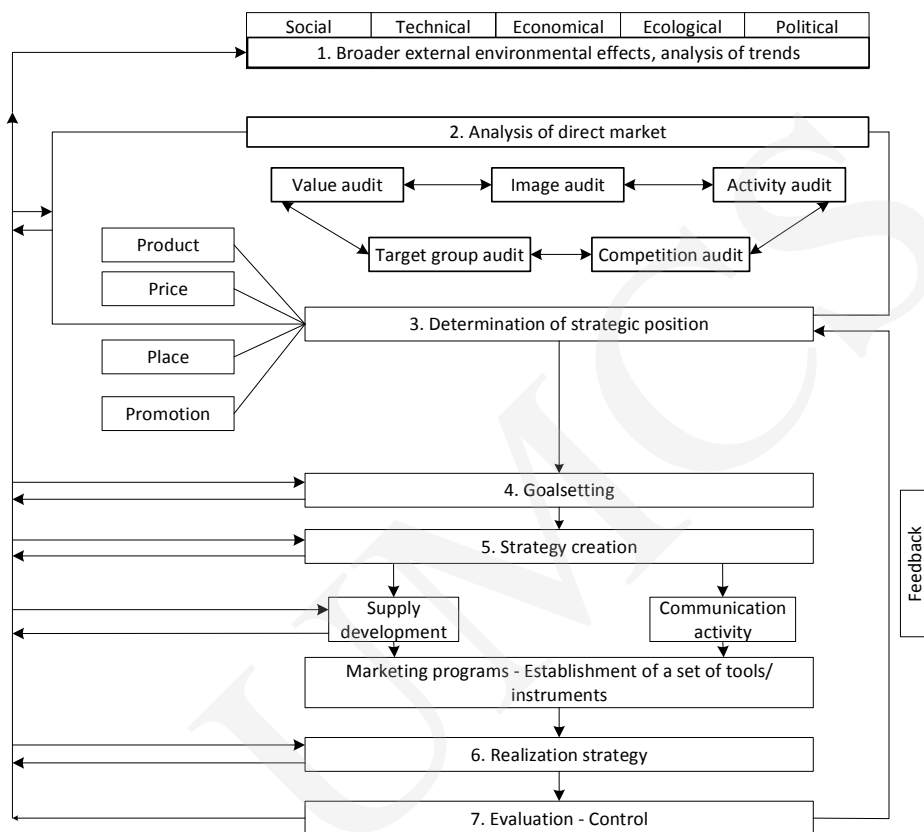 Social Technical Economical Ecological Political
1. Broader external environmental effects, analysis of trends
2. Analysis of direct market
Value audit Image audit Activity audit
Target group audit Competition audit
Product
Price
3. Determination of strategic position
Place
Promotion
4. Goalsetting
5. Strategy creation
Supply
development
Communication
activity
Marketing programs - Establishment of a set of tools/
instruments
6. Realization strategy
7. Evaluation - Control
Feedback
UMCS